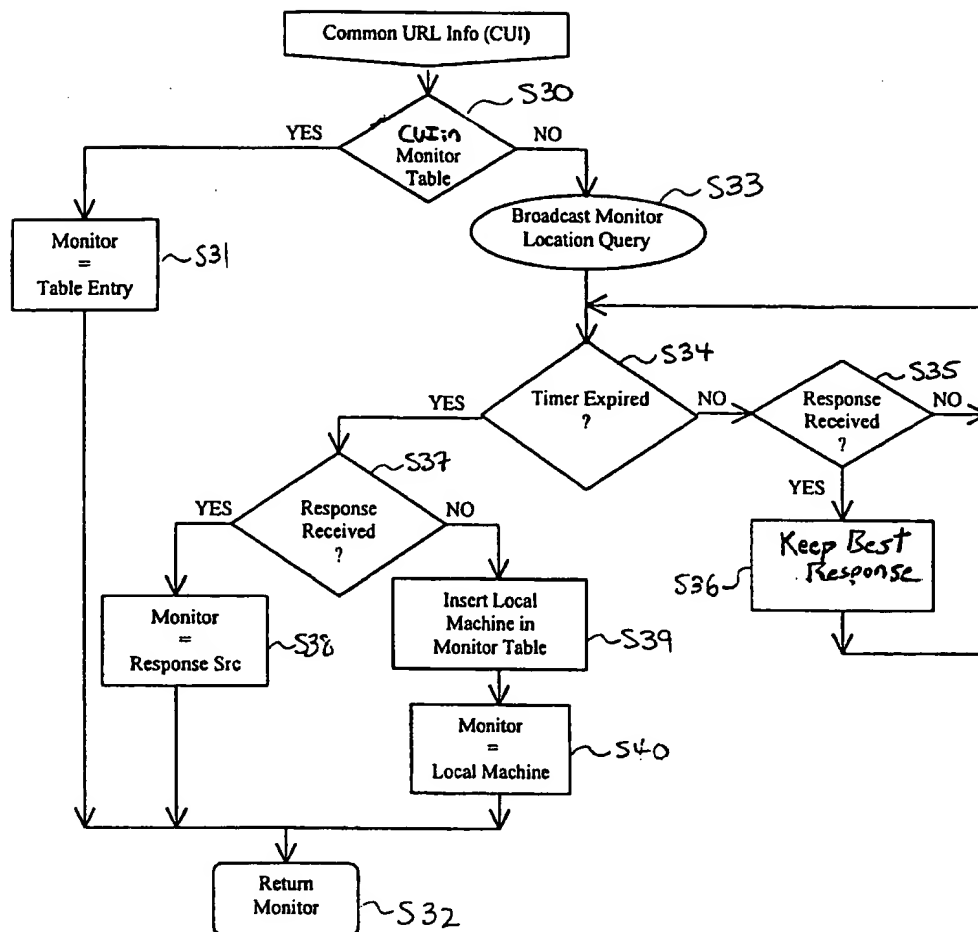 Common URL Info (CUI)
S30
YES
CUI in
Monitor
Table
NO
S33
Broadcast Monitor
Location Query
Monitor
=
Table Entry
S31
S34
Timer Expired
?
YES
NO
S35
Response
Received
?
NO
YES
S37
Response
Received
?
YES
NO
Keep Best
Response
S36
Monitor
=
Response Src
S38
Insert Local
Machine in
Monitor Table
S39
Monitor
=
Local Machine
S40
Return
Monitor
S32